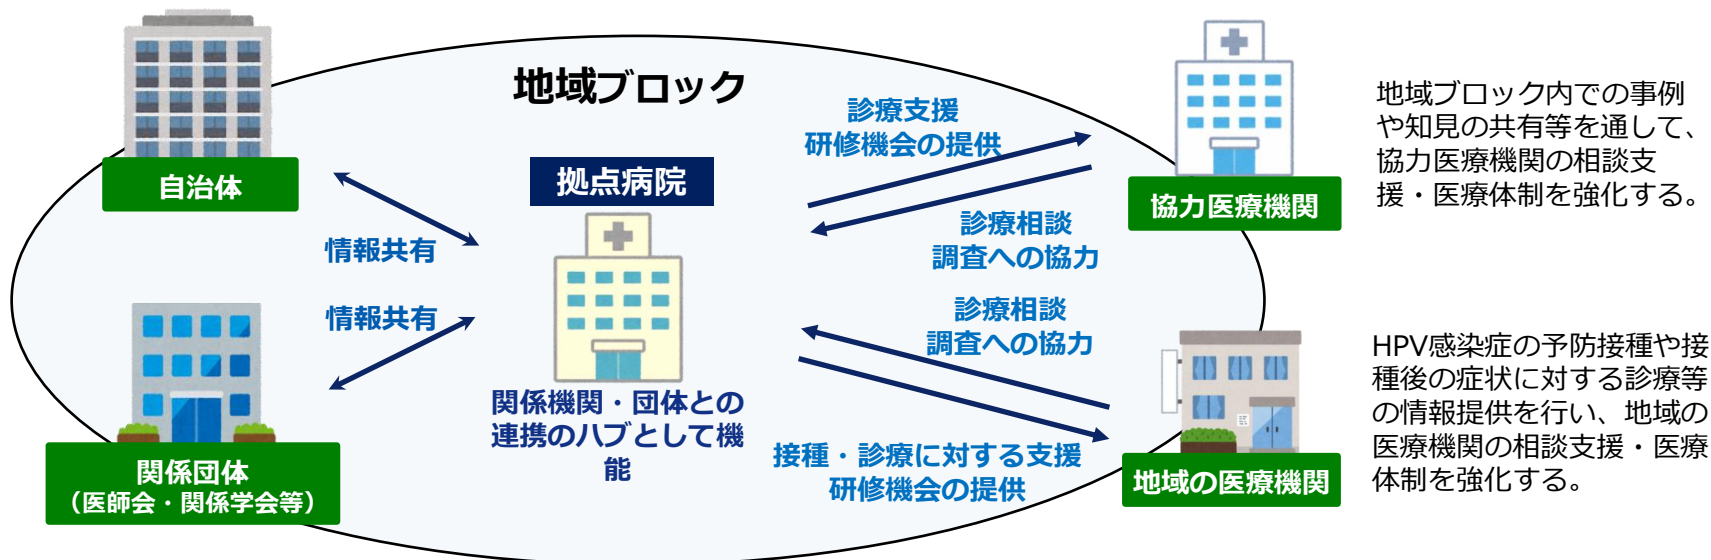 地域ブロック
自治体
情報共有
情報共有
関係団体
（医師会・関係学会等）
拠点病院
関係機関・団体との
連携のハブとして機
能
診療支援
研修機会の提供
診療相談
調査への協力
診療相談
調査への協力
接種・診療に対する支援
研修機会の提供
協力医療機関
地域の医療機関
地域ブロック内での事例
や知見の共有等を通して、
協力医療機関の相談支
援・医療体制を強化する。
HPV感染症の予防接種や接
種後の症状に対する診療等
の情報提供を行い、地域の
医療機関の相談支援・医療
体制を強化する。